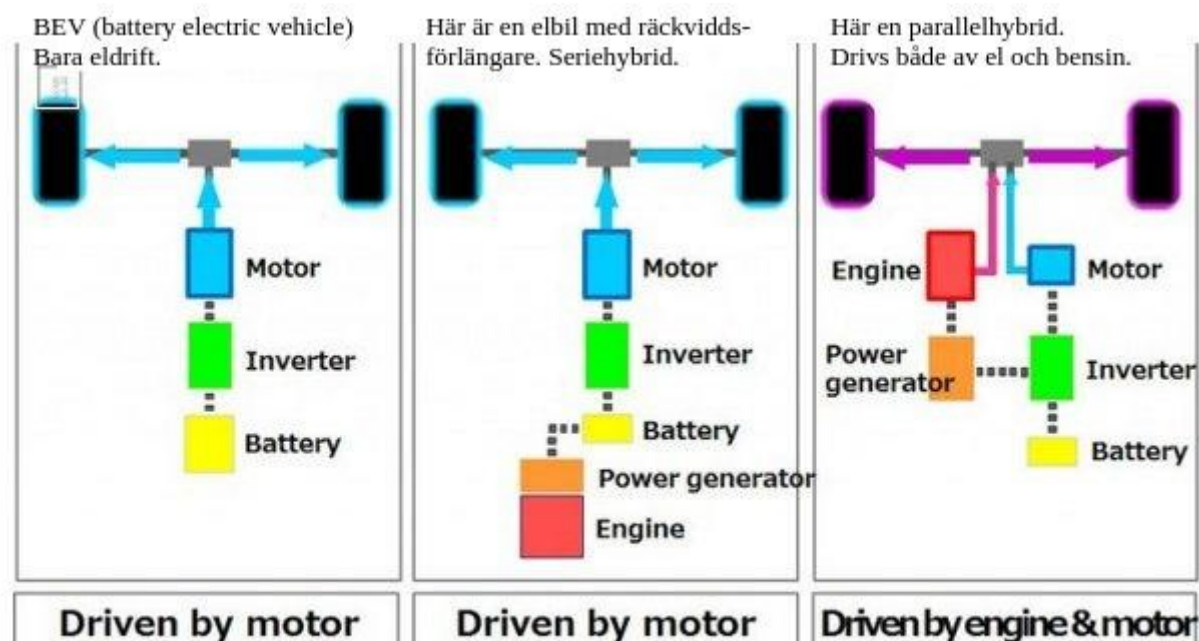 BEV (battery electric vehicle)
Bara eldrift.
Motor
Inverter
Battery
Driven by motor
Här är en elbil med räckvidds-
förlängare. Seriehybrid.
Motor
Inverter
Battery
Power generator
Engine
Driven by motor
Här en parallelhybrid.
Drivs både av el och bensin.
Engine
Motor
Power
generator
Inverter
Battery
Driven by engine & motor